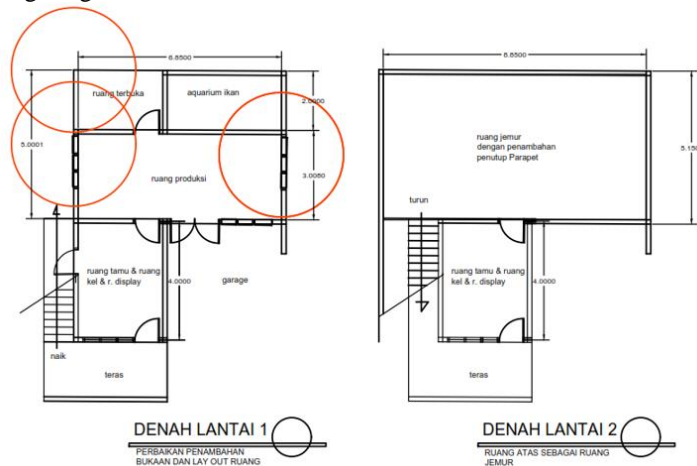 6.8500
ruang terbuka
aquarium ikan
2.0000
5.0001
ruang produksi
3.0060
ruang tamu & ruang
kel & r. display
4.0000
garage
naik
teras
DENAH LANTAI 1
PERBAIKAN PENAMBAHAN
BUKAAN DAN LAY OUT RUANG
6.8500
ruang jemur
dengan penambahan
penutup Parapet
turun
ruang tamu & ruang
kel & r. display
4.0000
teras
DENAH LANTAI 2
RUANG ATAS SEBAGAI RUANG
JEMUR